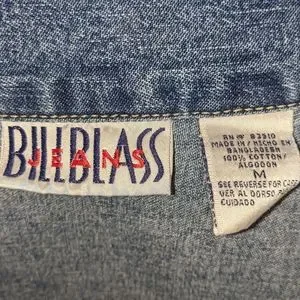 BILLBLASS
JEANS
RN № 83910
MADE IN / HECHO EN
BANGLADESH
100% COTTON/
ALGODON
M
SEE REVERSE FOR CARE
VER AL DORSO
CUIDADO